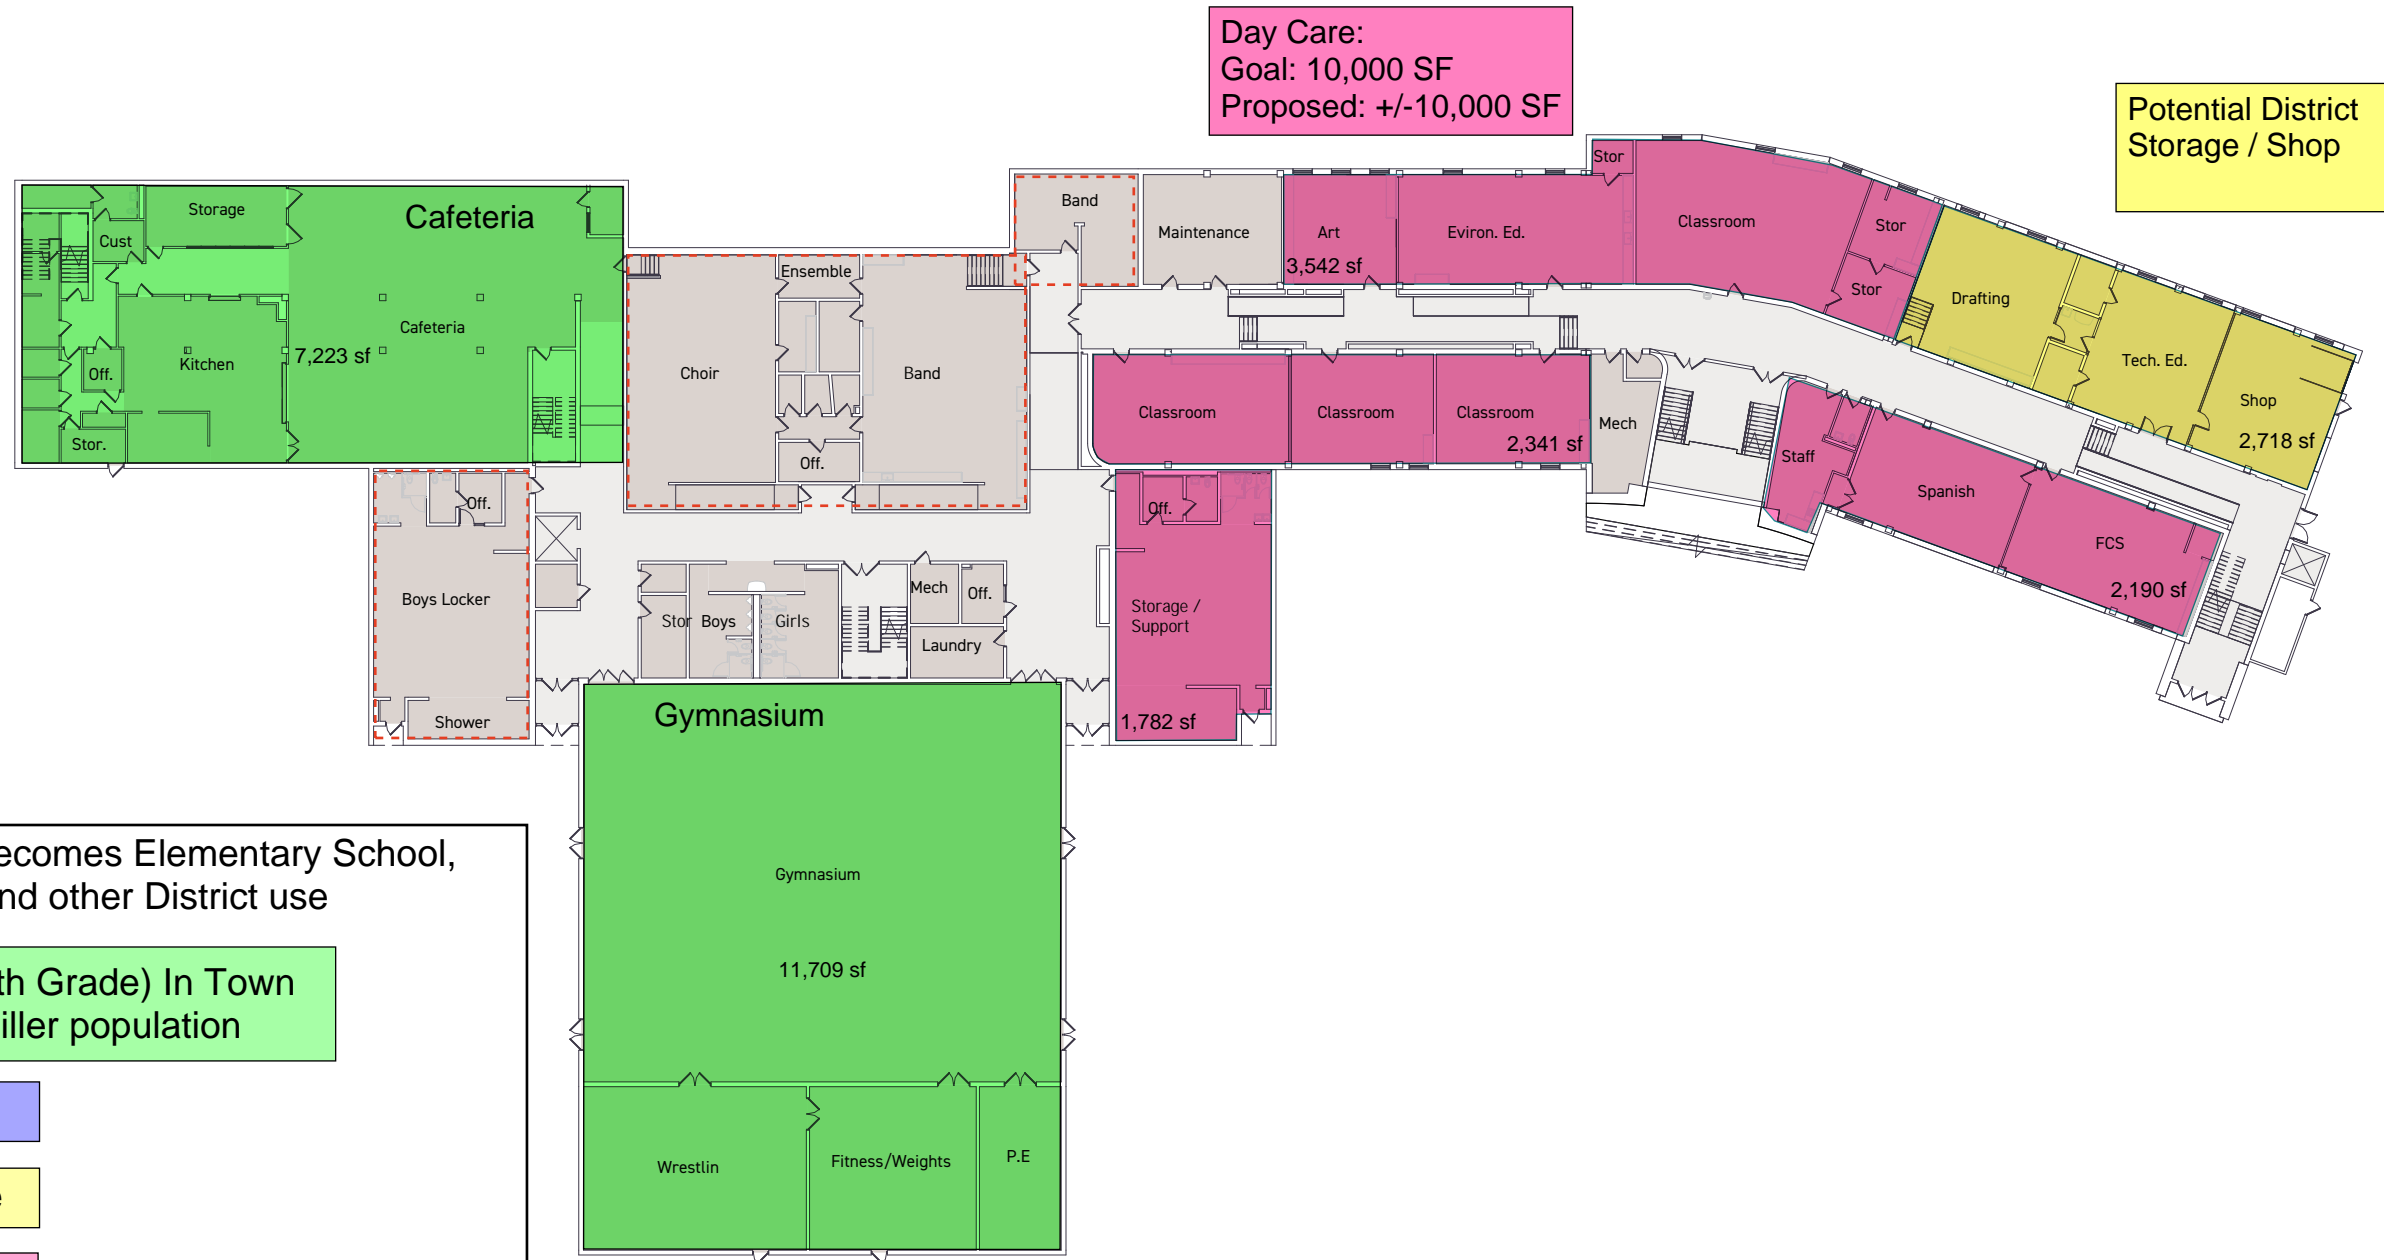 Day Care:
Goal: 10,000 SF
Proposed: +/-10,000 SF
Potential District
Storage / Shop
Storage
Cust
Cafeteria
Cafeteria
7,223 sf
Kitchen
Off.
Stor.
Choir
Ensemble
Band
Off.
Band
Maintenance
Art
3,542 sf
Eviron. Ed.
Stor
Classroom
Stor
Stor
Drafting
Tech. Ed.
Shop
2,718 sf
Classroom
Classroom
Classroom
2,341 sf
Mech
Staff
Spanish
FCS
2,190 sf
Off.
Boys Locker
Shower
Stor
Boys
Girls
Mech
Off.
Laundry
Off.
Storage /
Support
1,782 sf
Gymnasium
Gymnasium
11,709 sf
Wrestlin
Fitness/Weights
P.E
ecomes Elementary School,
nd other District use
th Grade) In Town
iller population
e